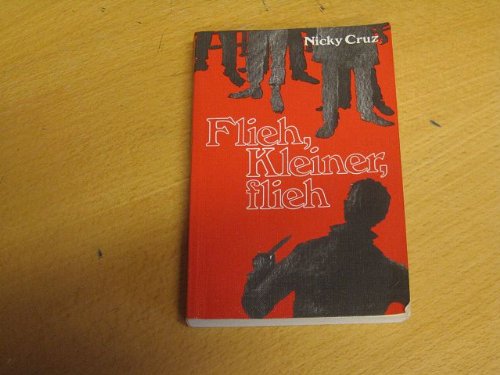 Nicky Cruz
Flieh,
Kleiner,
flieh